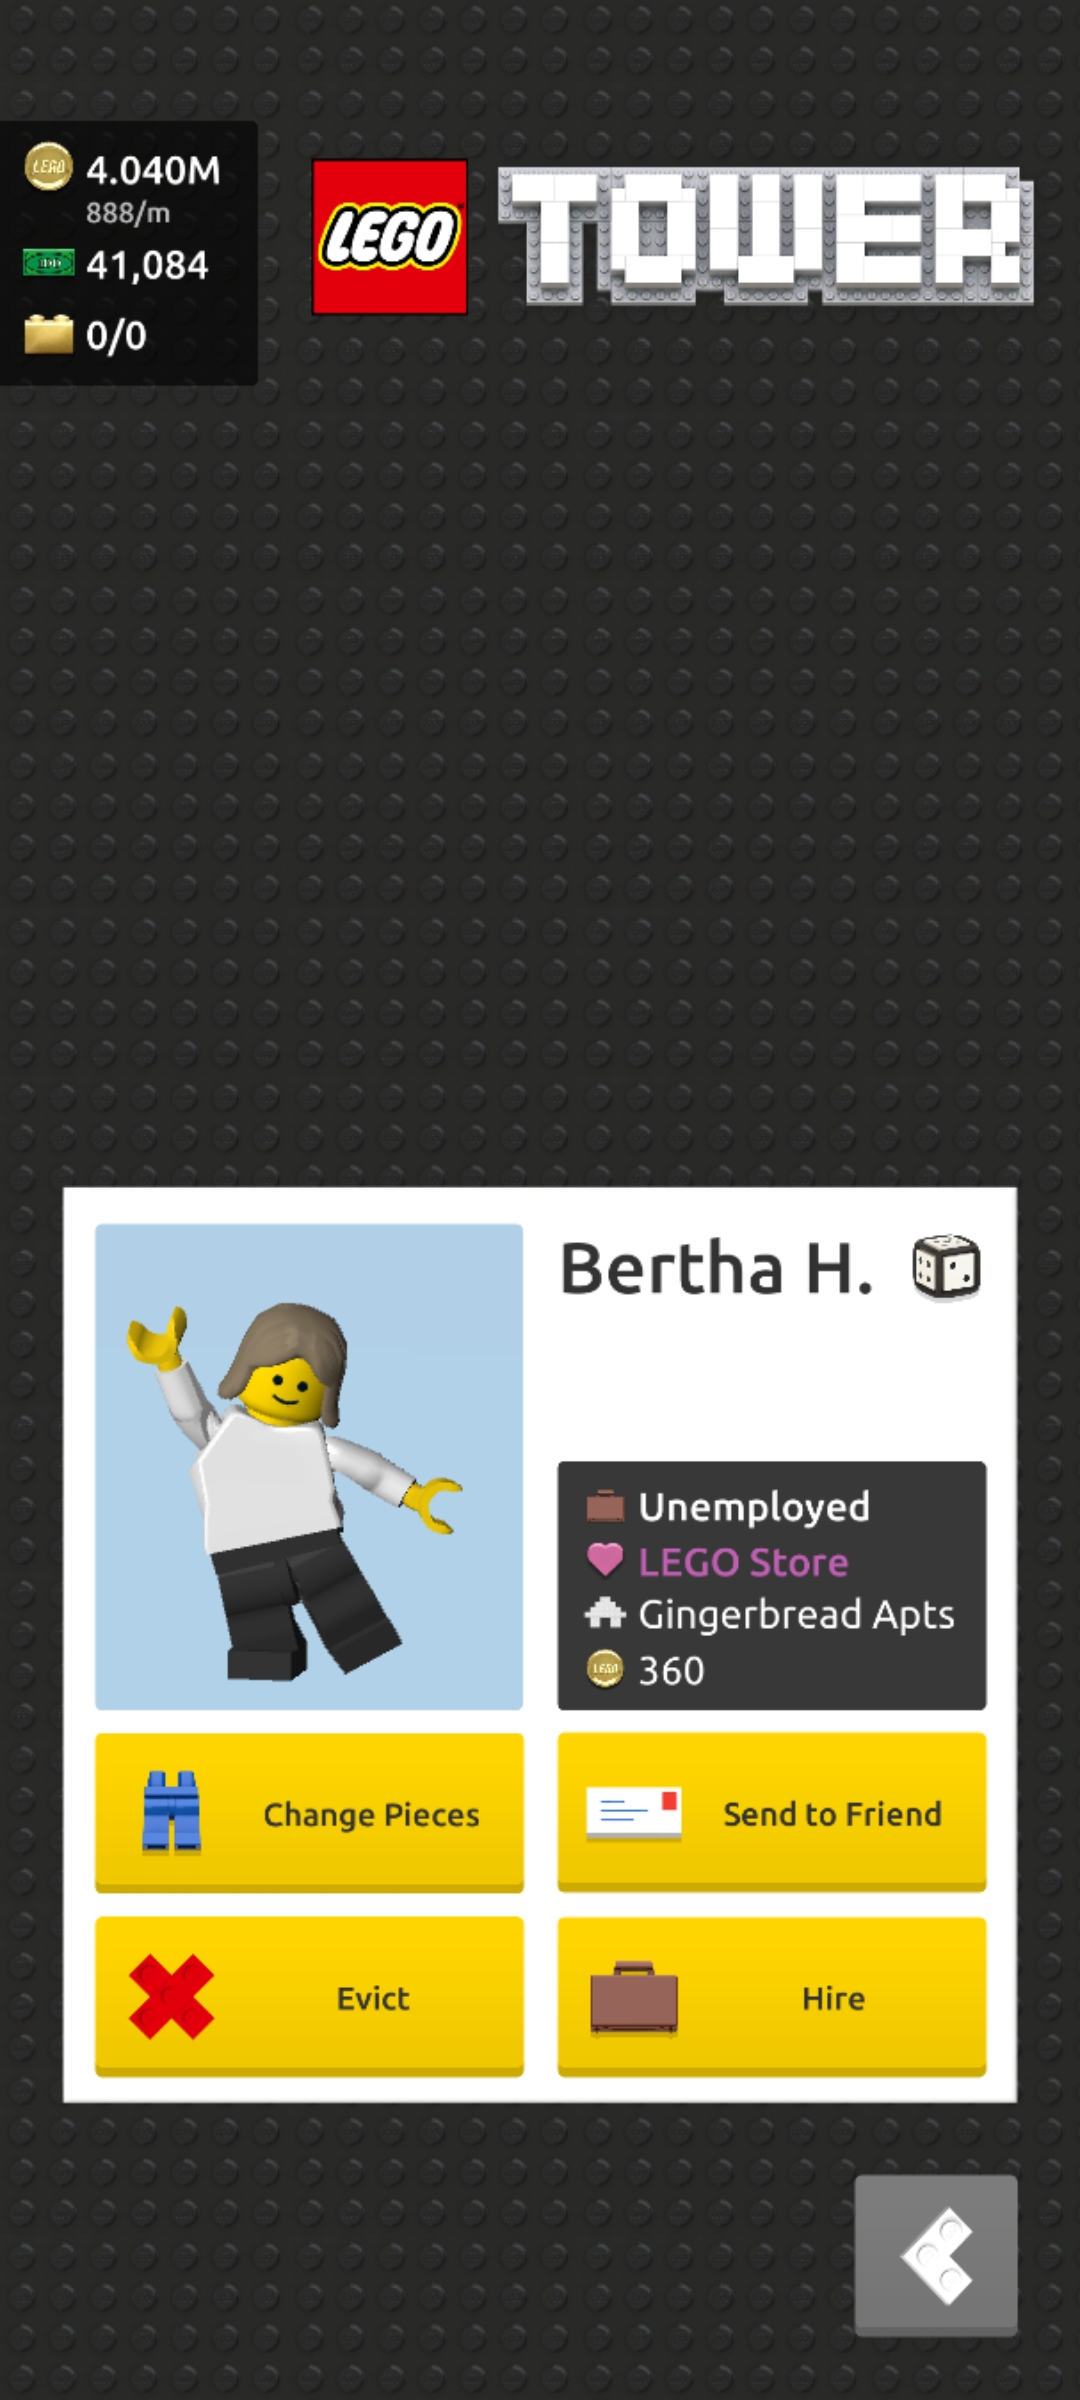 4.040M
888/m
41,084
0/0
LEGO TOWER
Bertha H.
Unemployed
LEGO Store
Gingerbread Apts
LEGO 360
Change Pieces
Send to Friend
Evict
Hire